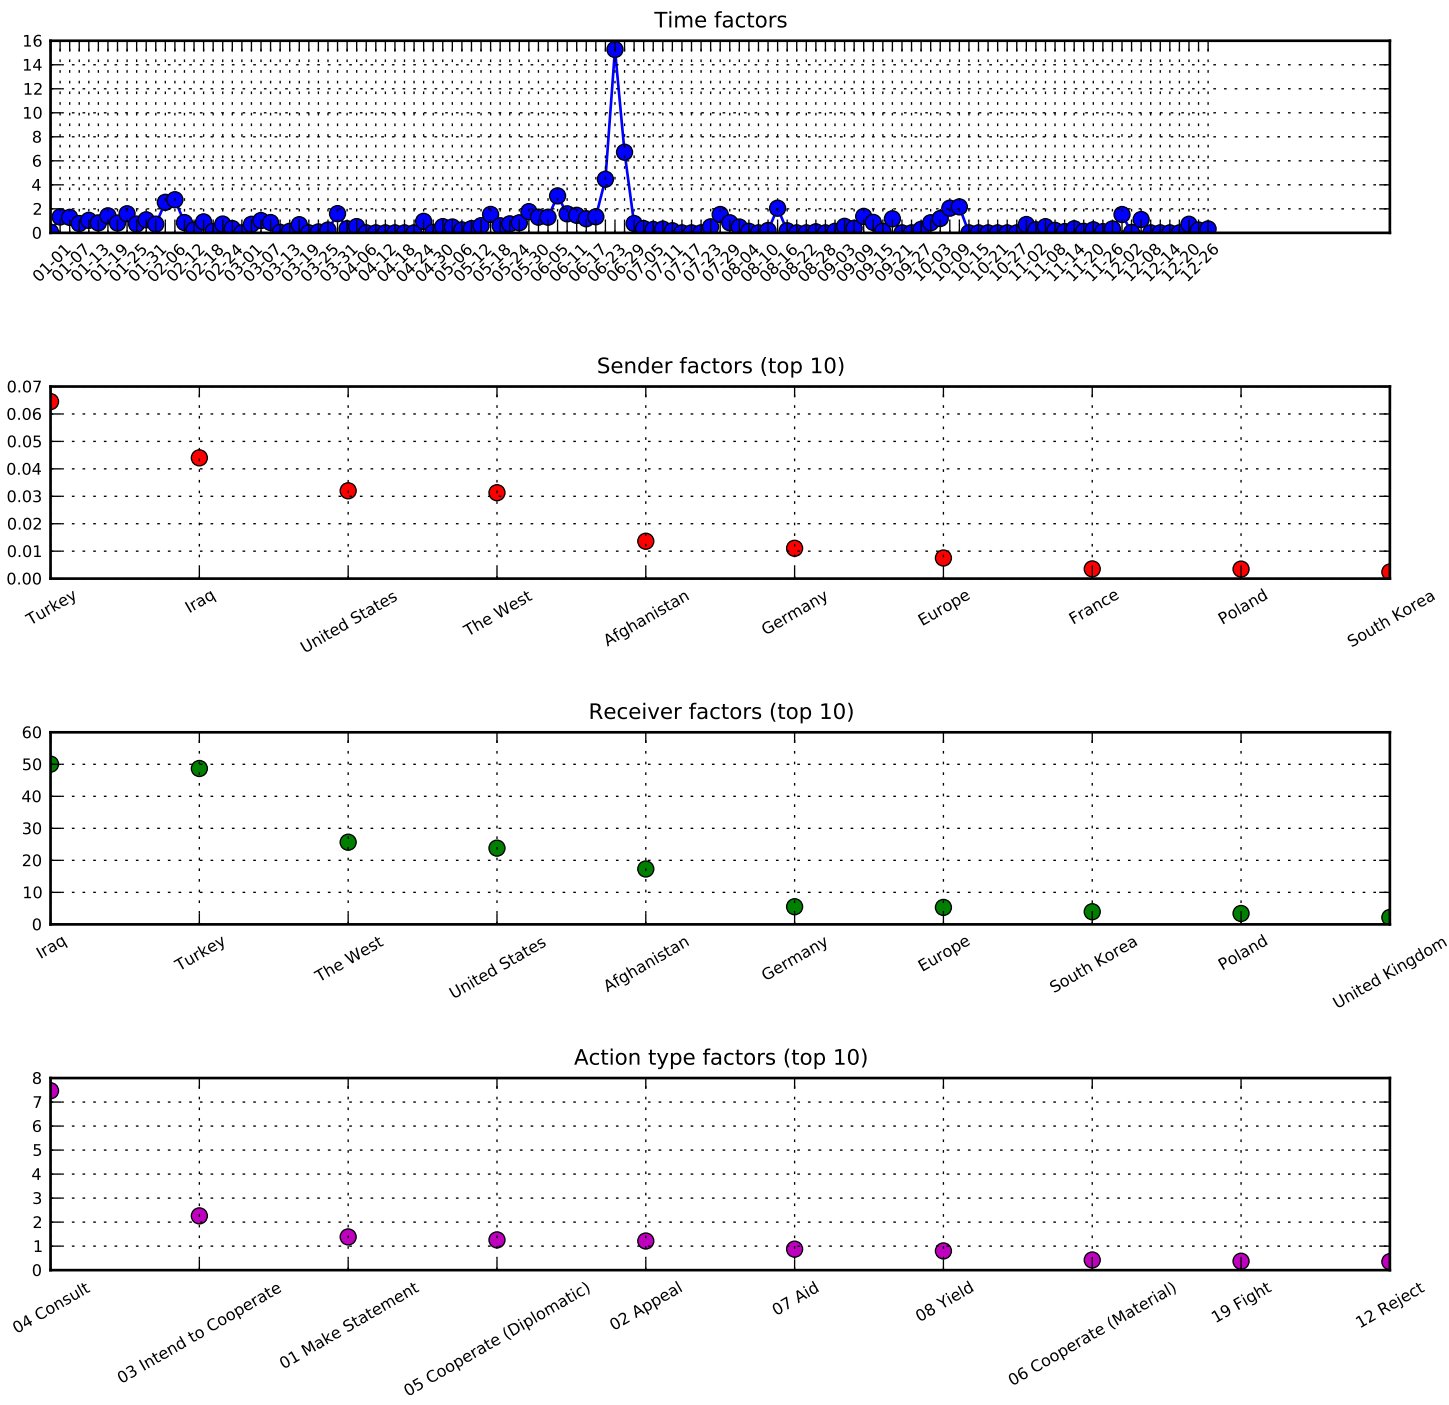 Time factors
16
14
12
10
8
6
4
2
0
01-01
01-07
01-13
01-19
01-25
01-31
02-06
02-12
02-18
02-24
03-01
03-07
03-13
03-19
03-25
03-31
04-06
04-12
04-18
04-24
04-30
05-06
05-12
05-18
05-24
05-30
06-05
06-11
06-17
06-23
06-29
07-05
07-11
07-17
07-23
07-29
08-04
08-10
08-16
08-22
08-28
09-03
09-09
09-15
09-21
09-27
10-03
10-09
10-15
10-21
10-27
11-02
11-08
11-14
11-20
11-26
12-02
12-08
12-14
12-20
12-26
Sender factors (top 10)
0.07
0.06
0.05
0.04
0.03
0.02
0.01
0.00
Turkey
Iraq
United States
The West
Afghanistan
Germany
Europe
France
Poland
South Korea
Receiver factors (top 10)
60
50
40
30
20
10
0
Iraq
Turkey
The West
United States
Afghanistan
Germany
Europe
South Korea
Poland
United Kingdom
Action type factors (top 10)
8
7
6
5
4
3
2
1
0
04 Consult
03 Intend to Cooperate
01 Make Statement
05 Cooperate (Diplomatic)
02 Appeal
07 Aid
08 Yield
06 Cooperate (Material)
19 Fight
12 Reject